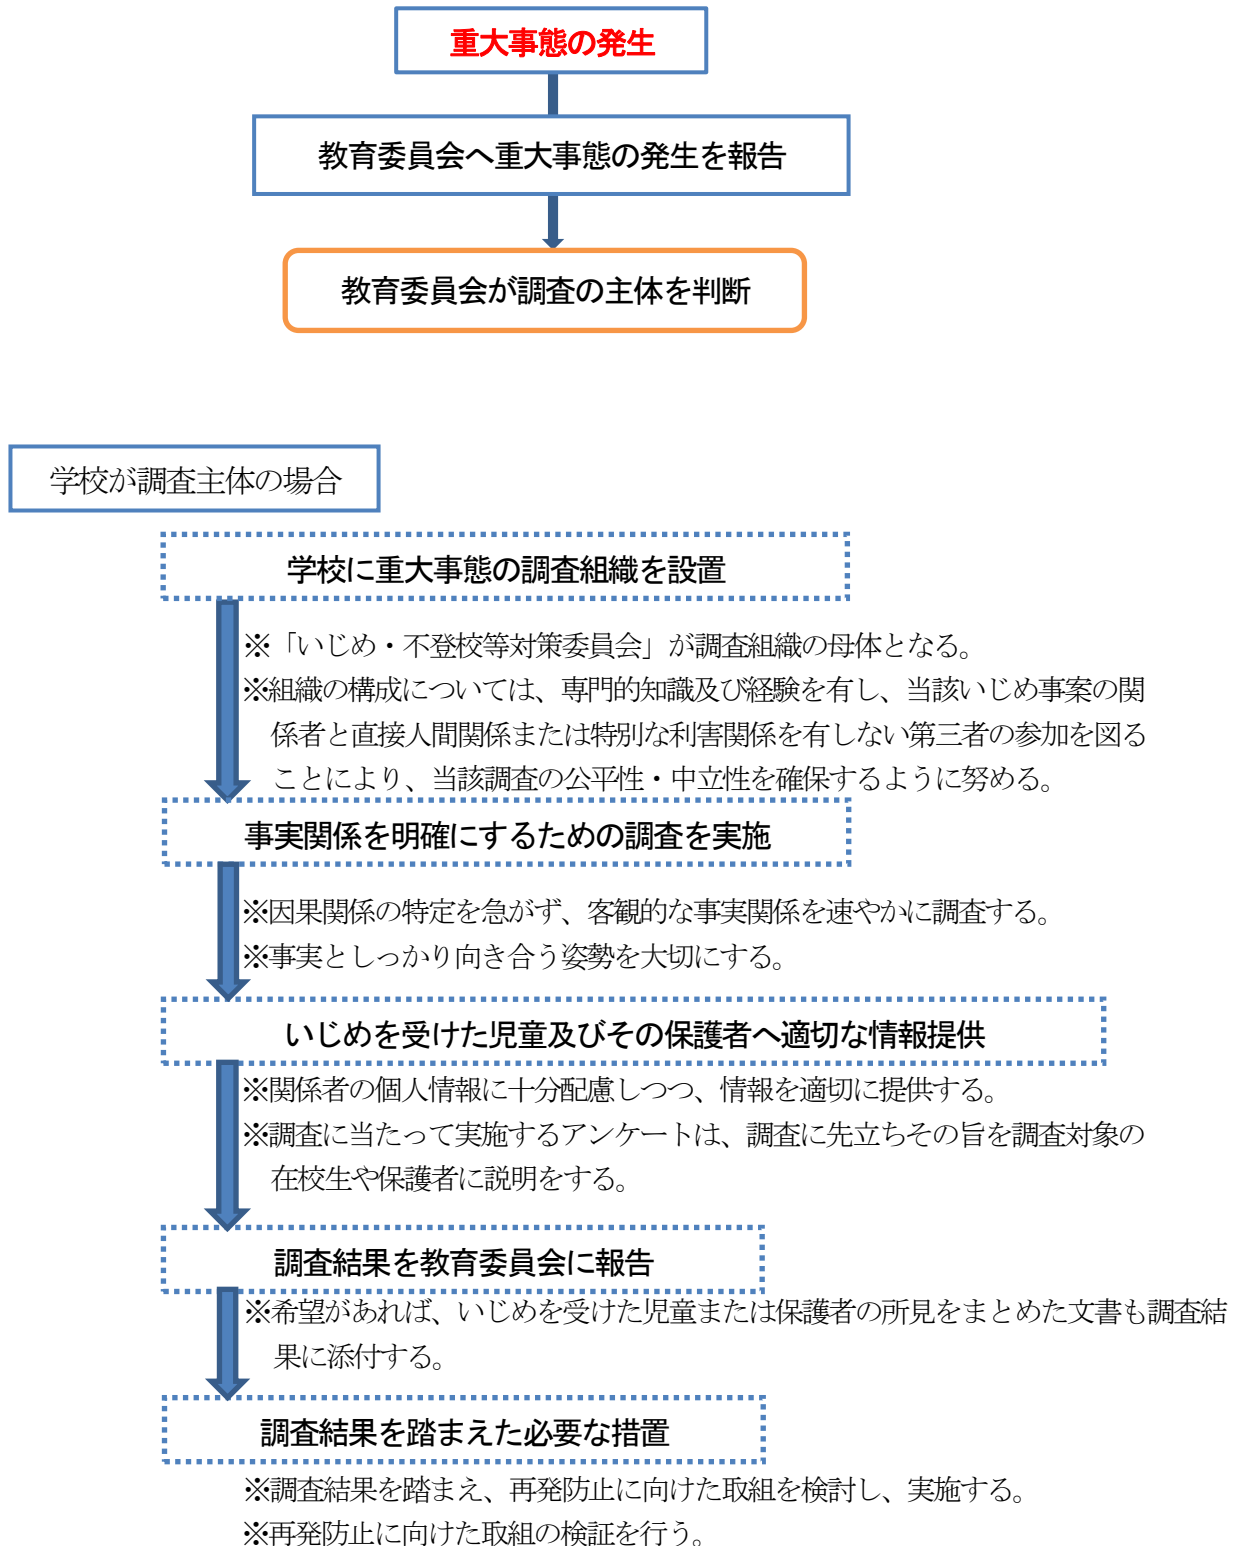 重大事態の発生
教育委員会へ重大事態の発生を報告
教育委員会が調査の主体を判断
学校が調査主体の場合
学校に重大事態の調査組織を設置
※「いじめ・不登校等対策委員会」が調査組織の母体となる。
※組織の構成については、専門的知識及び経験を有し、当該いじめ事案の関
係者と直接人間関係または特別な利害関係を有しない第三者の参加を図る
ことにより、当該調査の公平性・中立性を確保するように努める。
事実関係を明確にするための調査を実施
※因果関係の特定を急がず、客観的な事実関係を速やかに調査する。
※事実としっかり向き合う姿勢を大切にする。
いじめを受けた児童及びその保護者へ適切な情報提供
※関係者の個人情報に十分配慮しつつ、情報を適切に提供する。
※調査に当たって実施するアンケートは、調査に先立ちその旨を調査対象の
在校生や保護者に説明をする。
調査結果を教育委員会に報告
※希望があれば、いじめを受けた児童または保護者の所見をまとめた文書も調査結
果に添付する。
調査結果を踏まえた必要な措置
※調査結果を踏まえ、再発防止に向けた取組を検討し、実施する。
※再発防止に向けた取組の検証を行う。